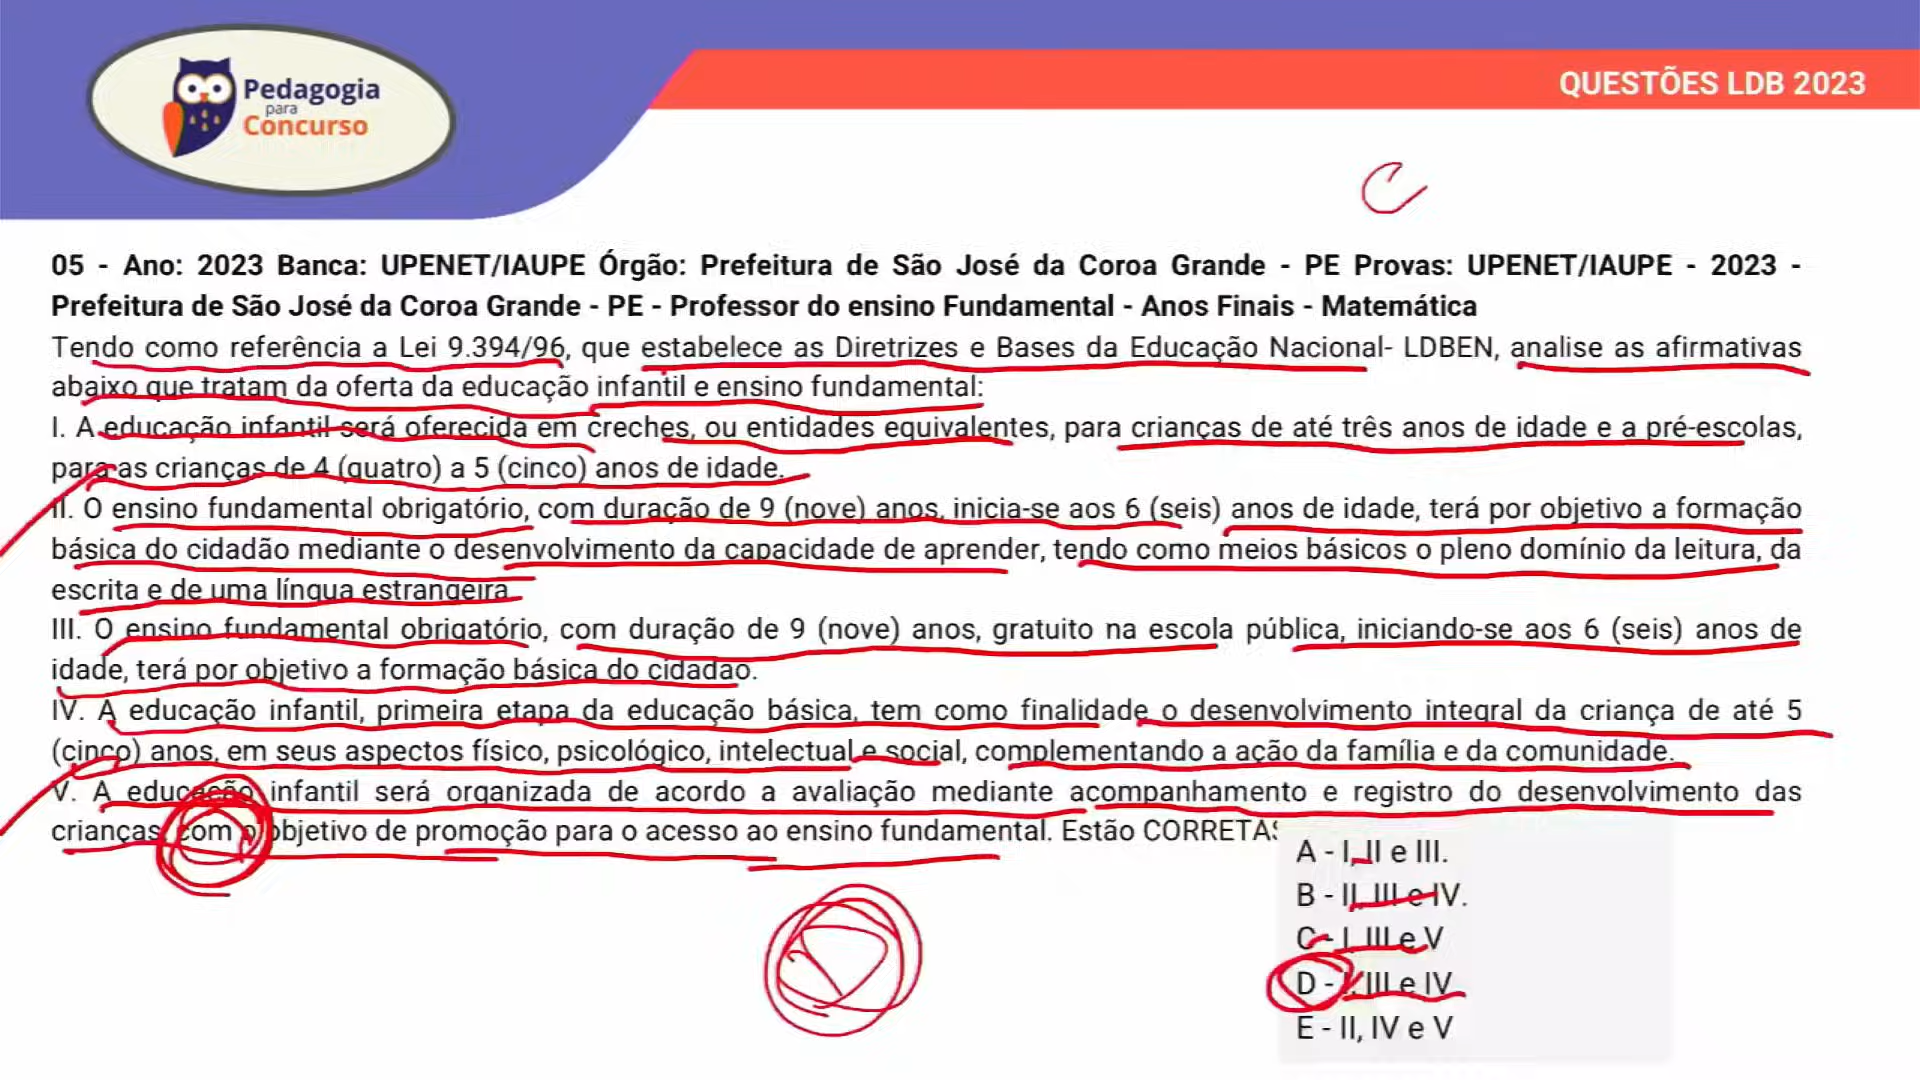 Pedagogia
para
Concurso
QUESTÕES LDB 2023
05 - Ano: 2023 Banca: UPENET/IAUPE Órgão: Prefeitura de São José da Coroa Grande - PE Provas: UPENET/IAUPE - 2023 -
Prefeitura de São José da Coroa Grande - PE - Professor do ensino Fundamental - Anos Finais - Matemática
Tendo como referência a Lei 9.394/96, que estabelece as Diretrizes e Bases da Educação Nacional- LDBEN, analise as afirmativas
abaixo que tratam da oferta da educação infantil e ensino fundamental:
I. A educação infantil será oferecida em creches, ou entidades equivalentes, para crianças de até três anos de idade e a pré-escolas,
para as crianças de 4 (quatro) a 5 (cinco) anos de idade.
II. O ensino fundamental obrigatório, com duração de 9 (nove) anos, inicia-se aos 6 (seis) anos de idade, terá por objetivo a formação
básica do cidadão mediante o desenvolvimento da capacidade de aprender, tendo como meios básicos o pleno domínio da leitura, da
escrita e de uma língua estrangeira.
III. O ensino fundamental obrigatório, com duração de 9 (nove) anos, gratuito na escola pública, iniciando-se aos 6 (seis) anos de
idade, terá por objetivo a formação básica do cidadão.
IV. A educação infantil, primeira etapa da educação básica, tem como finalidade o desenvolvimento integral da criança de até 5
(cinco) anos, em seus aspectos físico, psicológico, intelectual e social, complementando a ação da família e da comunidade.
V. A educação infantil será organizada de acordo a avaliação mediante acompanhamento e registro do desenvolvimento das
crianças, com o objetivo de promoção para o acesso ao ensino fundamental. Estão CORRETAS
A - I, II e III.
B - II, III e IV.
C - I, III e V
D - I, III e IV
E - II, IV e V